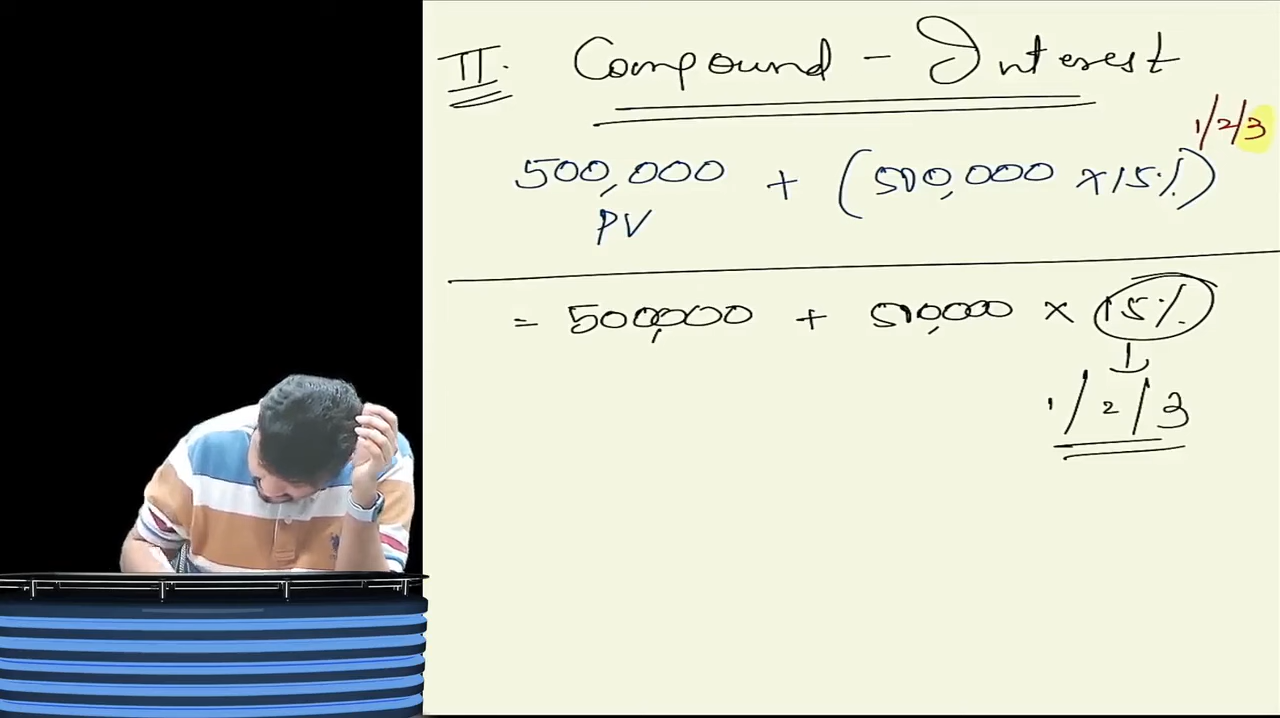 II. Compound - Interest
1/2/3
500,000 + (500,000 x 15%)
PV
= 500,000 + 500,000 x 15%
1/2/3